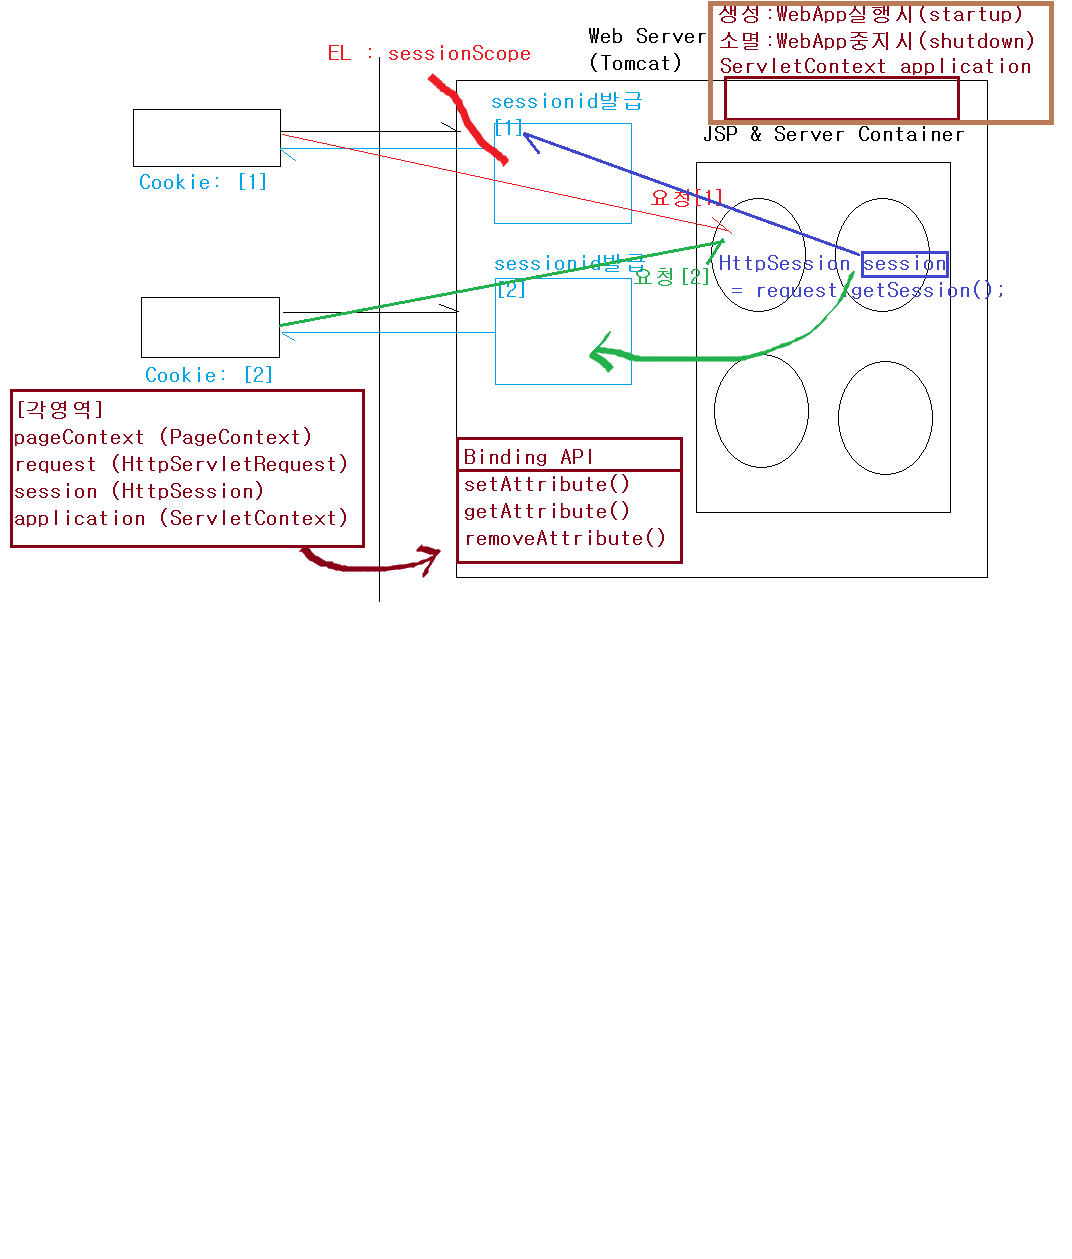 생성:WebApp실행시(startup)
소멸:WebApp중지시(shutdown)
ServletContext application
Web Server
(Tomcat)
EL : sessionScope
JSP & Server Container
sessionid발급
[1]
Cookie: [1]
요청[1]
sessionid발급
[2]
요청[2]
HttpSession session
= request.getSession();
Cookie: [2]
[각영역]
pageContext (PageContext)
request (HttpServletRequest)
session (HttpSession)
application (ServletContext)
Binding API
setAttribute()
getAttribute()
removeAttribute()